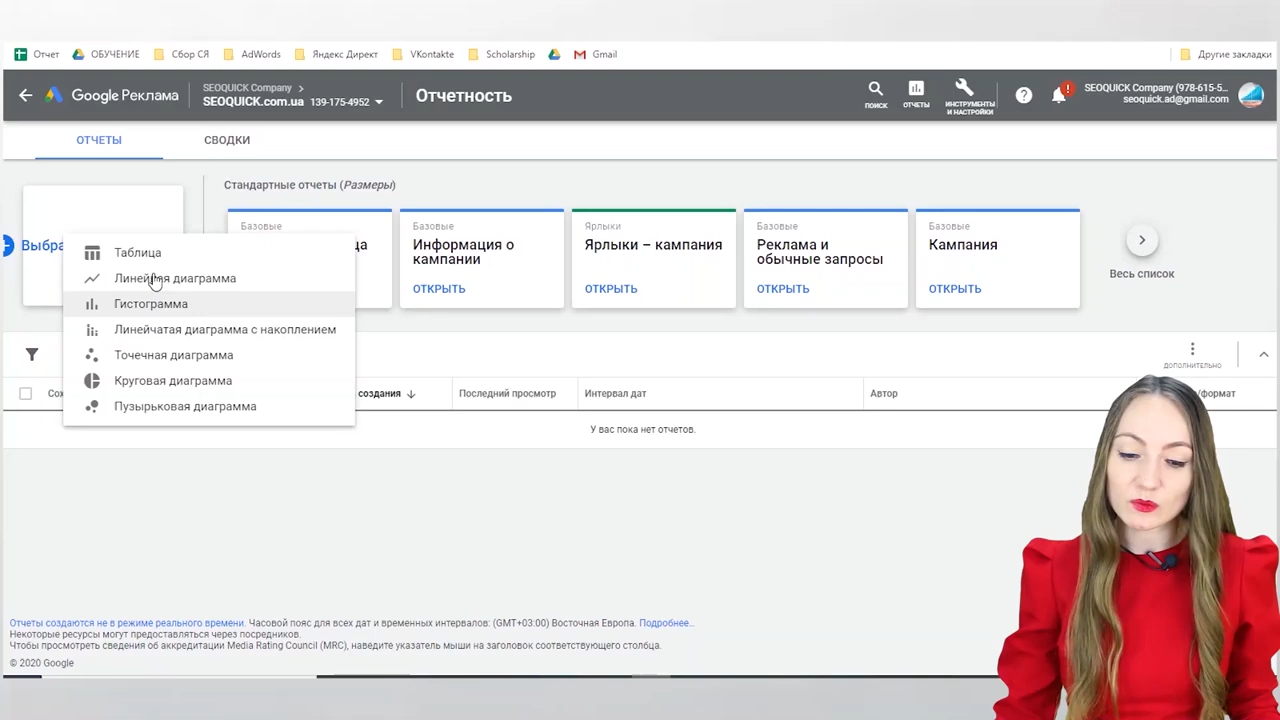 Отчет
ОБУЧЕНИЕ
Сбор СЯ
AdWords
Яндекс Директ
VKontakte
Scholarship
Gmail
Другие закладки
Google Реклама
SEOQUICK Company
SEOQUICK.com.ua 139-175-4952
Отчетность
ПОИСК
ОТЧЕТЫ
ИНСТРУМЕНТЫ
И НАСТРОЙКИ
SEOQUICK Company (978-615-5...
seoquick.ad@gmail.com
ОТЧЕТЫ
СВОДКИ
Стандартные отчеты (Размеры)
Выбра
Базовые
ца
Базовые
Информация о
кампании
ОТКРЫТЬ
Ярлыки
Ярлыки – кампания
ОТКРЫТЬ
Базовые
Реклама и
обычные запросы
ОТКРЫТЬ
Базовые
Кампания
ОТКРЫТЬ
Весь список
Таблица
Линейная диаграмма
Гистограмма
Линейчатая диаграмма с накоплением
Точечная диаграмма
Круговая диаграмма
Пузырьковая диаграмма
ДОПОЛНИТЕЛЬНО
Сох
создания
Последний просмотр
Интервал дат
Автор
/формат
У вас пока нет отчетов.
Отчеты создаются не в режиме реального времени. Часовой пояс для всех дат и временных интервалов: (GMT+03:00) Восточная Европа. Подробнее…
Некоторые ресурсы могут предоставляться через посредников.
Чтобы просмотреть сведения об аккредитации Media Rating Council (MRC), наведите указатель мыши на заголовок соответствующего столбца.
© 2020 Google